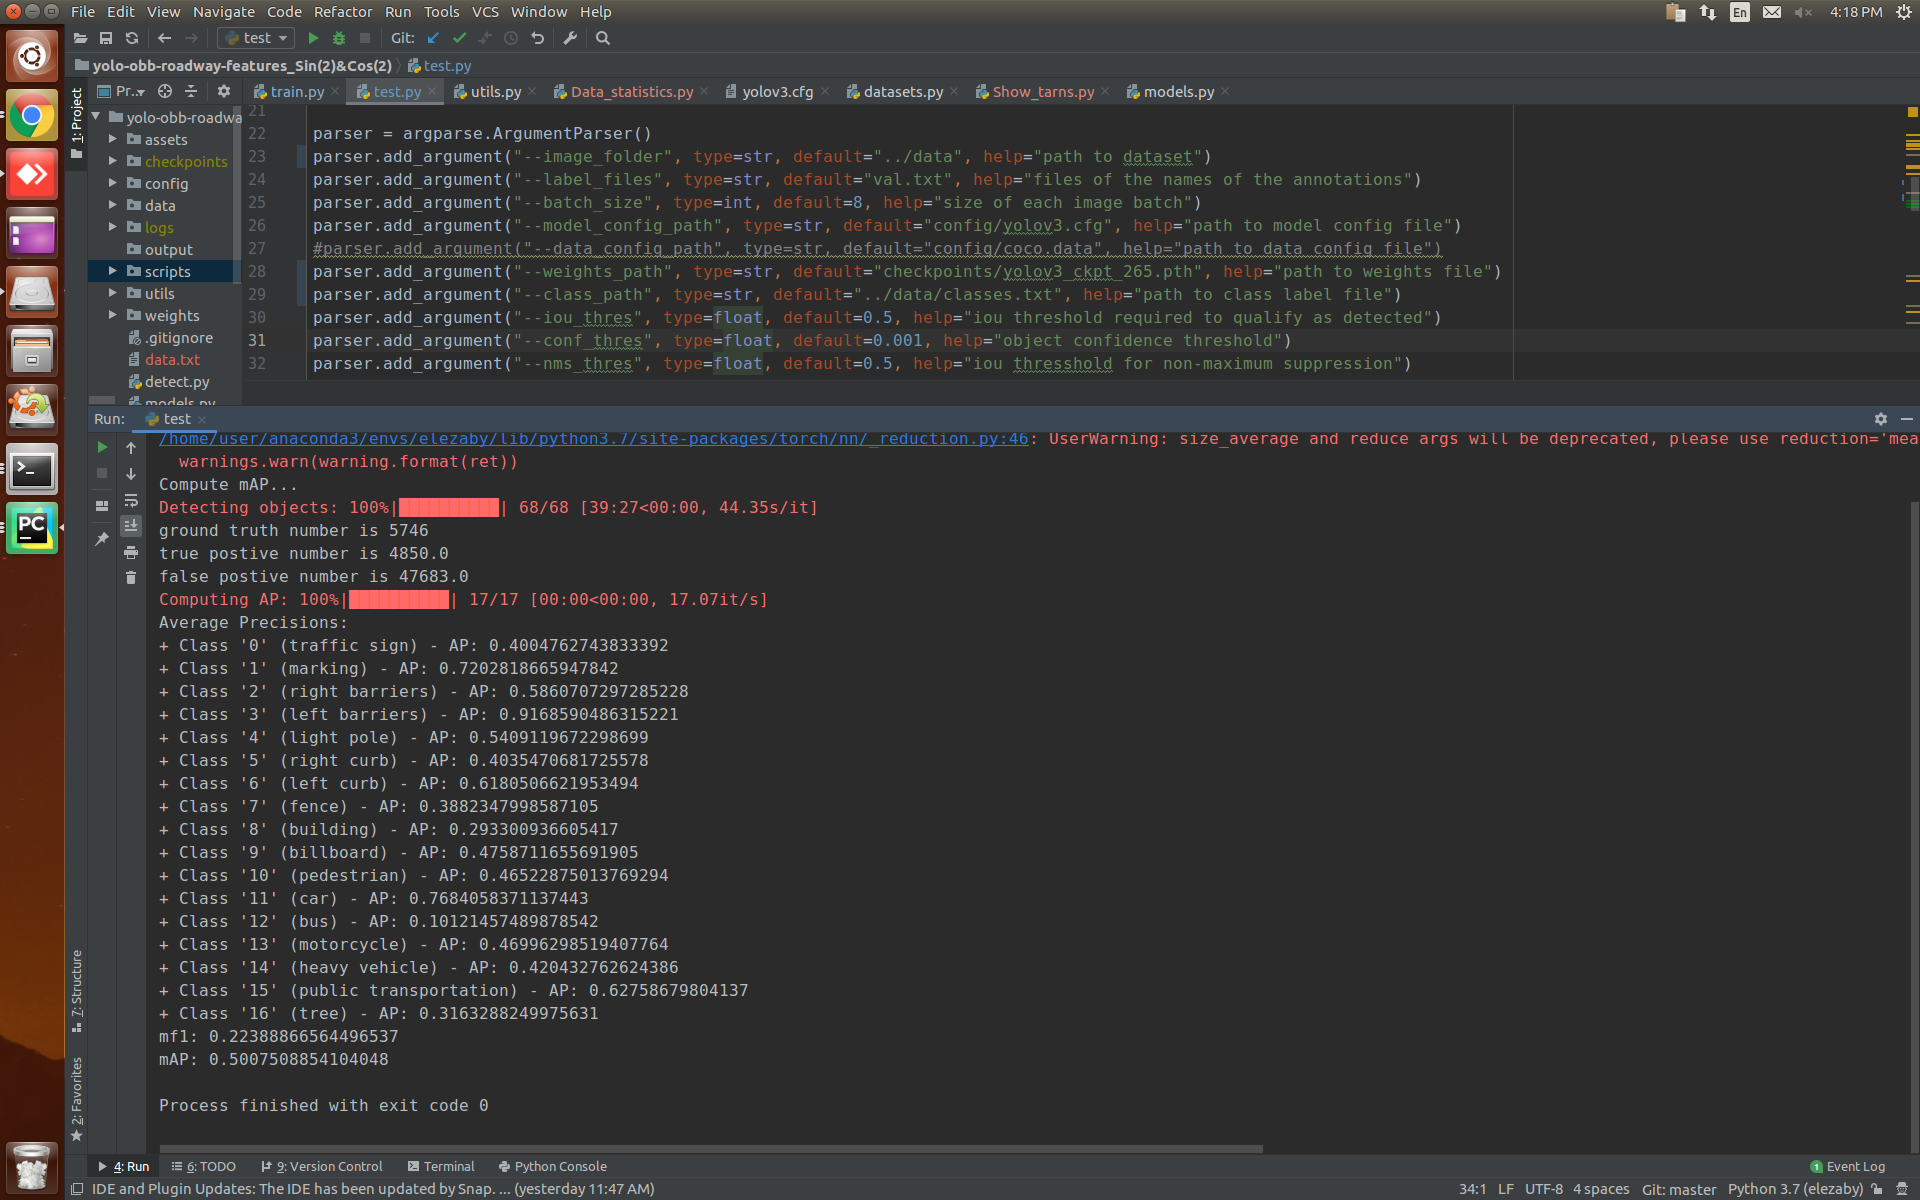 File Edit View Navigate Code Refactor Run Tools VCS Window Help
En 4:18 PM
test Git:
yolo-obb-roadway-features_Sin(2)&Cos(2) test.py
1: Project
Pr... train.py test.py utils.py Data_statistics.py yolov3.cfg datasets.py Show_tarns.py models.py
yolo-obb-roadwa
assets
checkpoints
config
data
logs
output
scripts
utils
weights
.gitignore
data.txt
detect.py
models.py
21
22 parser = argparse.ArgumentParser()
23 parser.add_argument("--image_folder", type=str, default="../data", help="path to dataset")
24 parser.add_argument("--label_files", type=str, default="val.txt", help="files of the names of the annotations")
25 parser.add_argument("--batch_size", type=int, default=8, help="size of each image batch")
26 parser.add_argument("--model_config_path", type=str, default="config/yolov3.cfg", help="path to model config file")
27 #parser.add_argument("--data_config_path", type=str, default="config/coco.data", help="path to data config file")
28 parser.add_argument("--weights_path", type=str, default="checkpoints/yolov3_ckpt_265.pth", help="path to weights file")
29 parser.add_argument("--class_path", type=str, default="../data/classes.txt", help="path to class label file")
30 parser.add_argument("--iou_thres", type=float, default=0.5, help="iou threshold required to qualify as detected")
31 parser.add_argument("--conf_thres", type=float, default=0.001, help="object confidence threshold")
32 parser.add_argument("--nms_thres", type=float, default=0.5, help="iou thresshold for non-maximum suppression")
Run: test
/home/user/anaconda3/envs/elezaby/lib/python3.7/site-packages/torch/nn/_reduction.py:46: UserWarning: size_average and reduce args will be deprecated, please use reduction='mea
warnings.warn(warning.format(ret))
Compute mAP...
Detecting objects: 100%|██████████| 68/68 [39:27<00:00, 44.35s/it]
ground truth number is 5746
true postive number is 4850.0
false postive number is 47683.0
Computing AP: 100%|██████████| 17/17 [00:00<00:00, 17.07it/s]
Average Precisions:
+ Class '0' (traffic sign) - AP: 0.4004762743833392
+ Class '1' (marking) - AP: 0.7202818665947842
+ Class '2' (right barriers) - AP: 0.5860707297285228
+ Class '3' (left barriers) - AP: 0.9168590486315221
+ Class '4' (light pole) - AP: 0.5409119672298699
+ Class '5' (right curb) - AP: 0.4035470681725578
+ Class '6' (left curb) - AP: 0.6180506621953494
+ Class '7' (fence) - AP: 0.3882347998587105
+ Class '8' (building) - AP: 0.293300936605417
+ Class '9' (billboard) - AP: 0.4758711655691905
+ Class '10' (pedestrian) - AP: 0.46522875013769294
+ Class '11' (car) - AP: 0.7684058371137443
+ Class '12' (bus) - AP: 0.10121457489878542
+ Class '13' (motorcycle) - AP: 0.46996298519407764
+ Class '14' (heavy vehicle) - AP: 0.420432762624386
+ Class '15' (public transportation) - AP: 0.62758679804137
+ Class '16' (tree) - AP: 0.3163288249975631
mf1: 0.22388866564496537
mAP: 0.5007508854104048
Process finished with exit code 0
7: Structure
2: Favorites
PC
4: Run 6: TODO 9: Version Control Terminal Python Console 1 Event Log
IDE and Plugin Updates: The IDE has been updated by Snap. ... (yesterday 11:47 AM) 34:1 LF UTF-8 4 spaces Git: master Python 3.7 (elezaby)